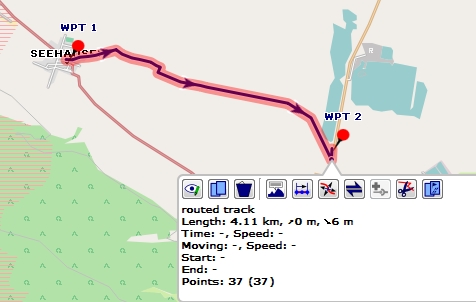 WPT 1
SEEHAUSE
WPT 2
routed track
Length: 4.11 km, ↗0 m, ↘6 m
Time: -, Speed: -
Moving: -, Speed: -
Start: -
End: -
Points: 37 (37)